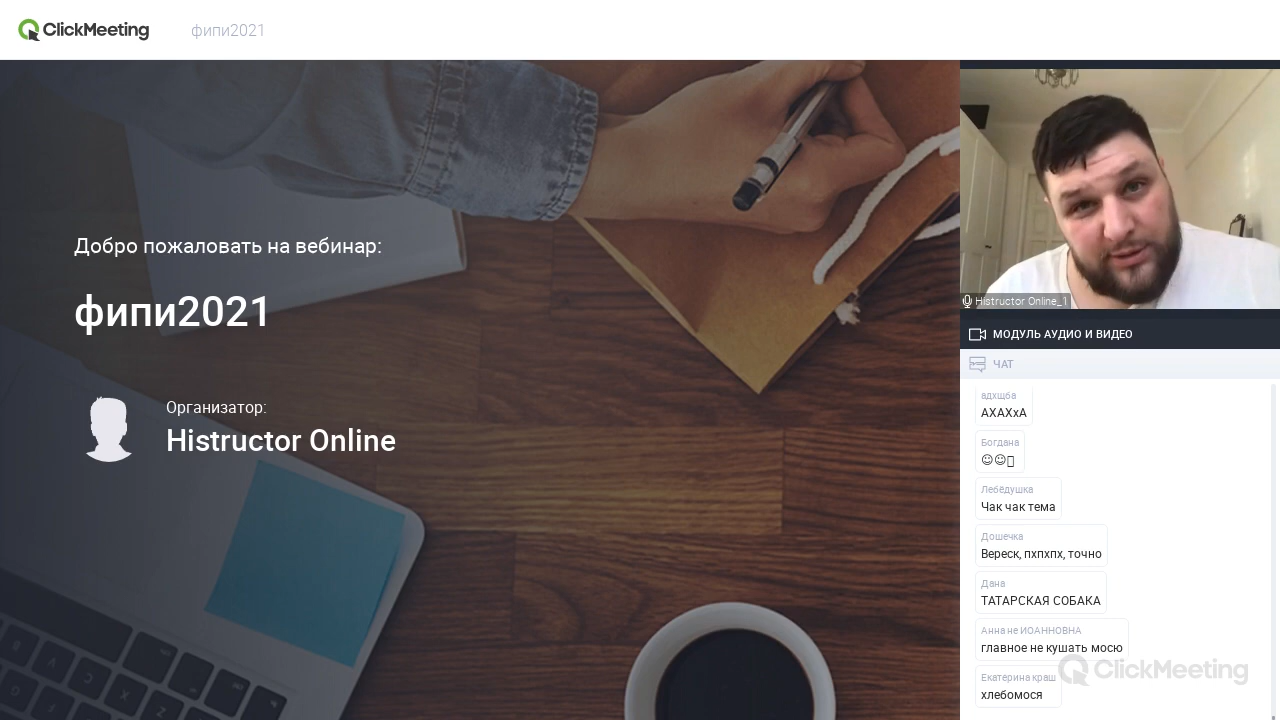 ClickMeeting
фипи2021
Добро пожаловать на вебинар:
фипи2021
Организатор:
Histructor Online
Histructor Online_1
МОДУЛЬ АУДИО И ВИДЕО
ЧАТ
адхщба
АХАХхА
Богдана
☺☺
Лебёдушка
Чак чак тема
Дошечка
Вереск, пхпхпх, точно
Дана
ТАТАРСКАЯ СОБАКА
Анна не ИОАННОВНА
главное не кушать мосю
Екатерина краш
хлебомося
ClickMeeting